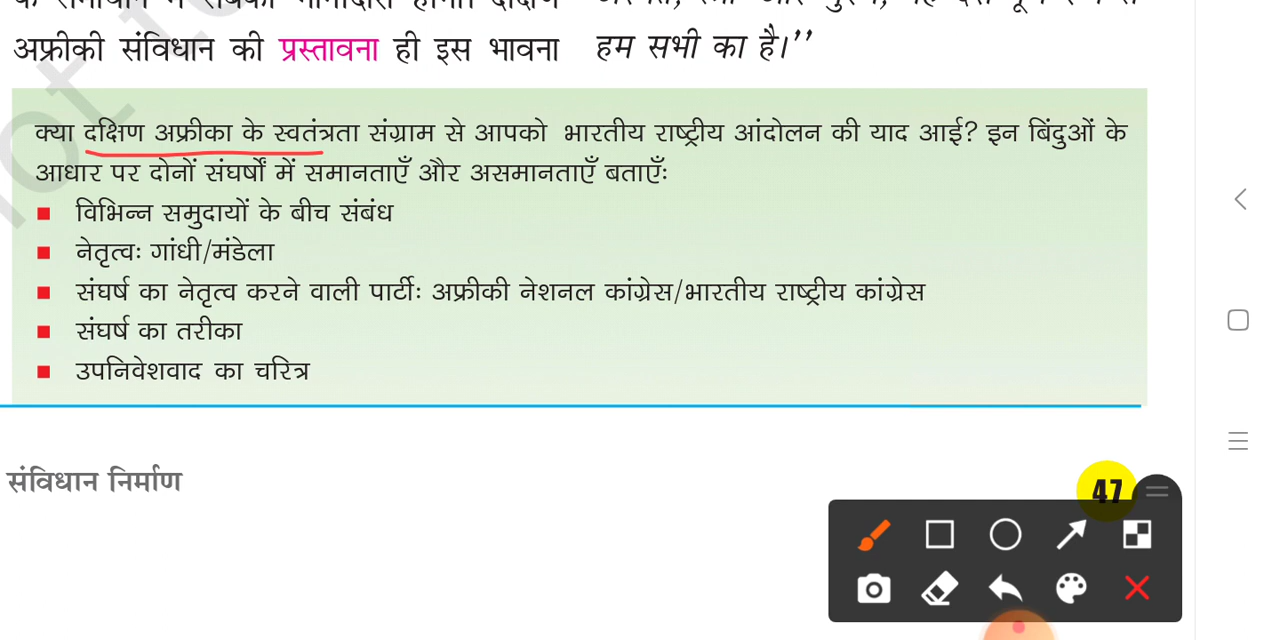 अफ्रीकी संविधान की प्रस्तावना ही इस भावना
हम सभी का है।’’
क्या दक्षिण अफ्रीका के स्वतंत्रता संग्राम से आपको भारतीय राष्ट्रीय आंदोलन की याद आई? इन बिंदुओं के
आधार पर दोनों संघर्षों में समानताएँ और असमानताएँ बताएँः
■ विभिन्न समुदायों के बीच संबंध
■ नेतृत्वः गांधी/मंडेला
■ संघर्ष का नेतृत्व करने वाली पार्टीः अफ्रीकी नेशनल कांग्रेस/भारतीय राष्ट्रीय कांग्रेस
■ संघर्ष का तरीका
■ उपनिवेशवाद का चरित्र
संविधान निर्माण
47